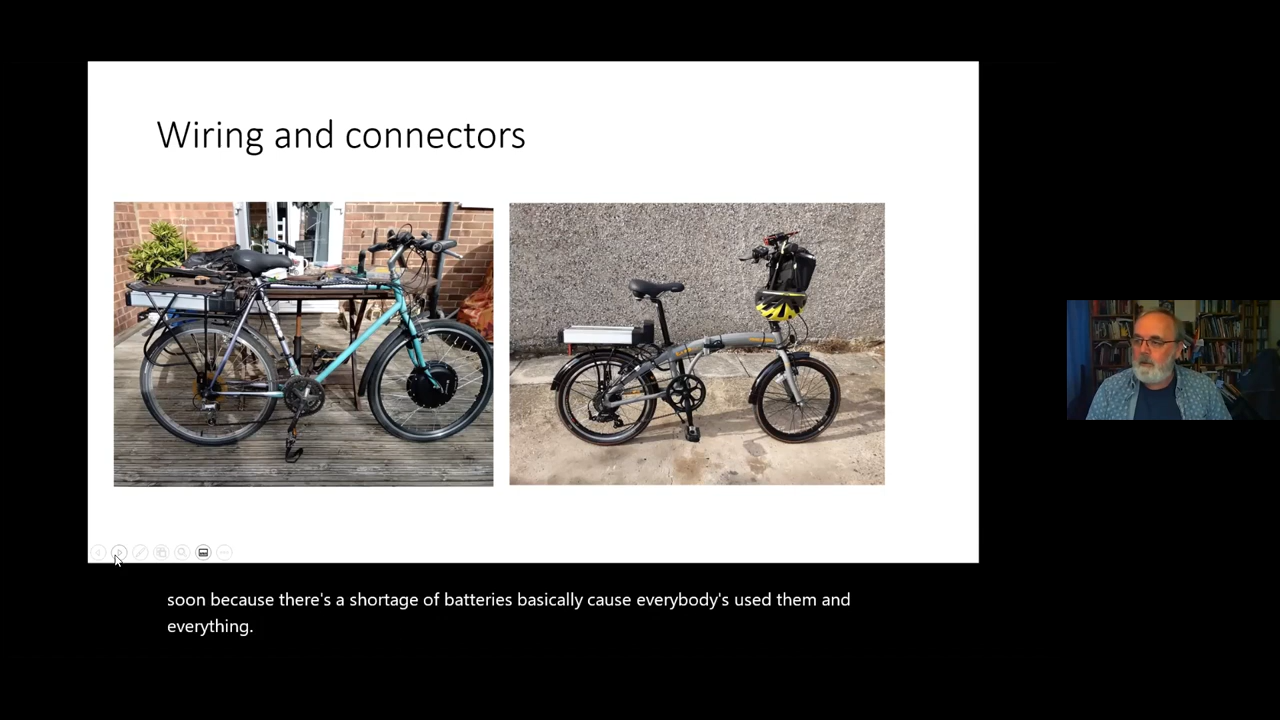 Wiring and connectors
soon because there's a shortage of batteries basically cause everybody's used them and
everything.